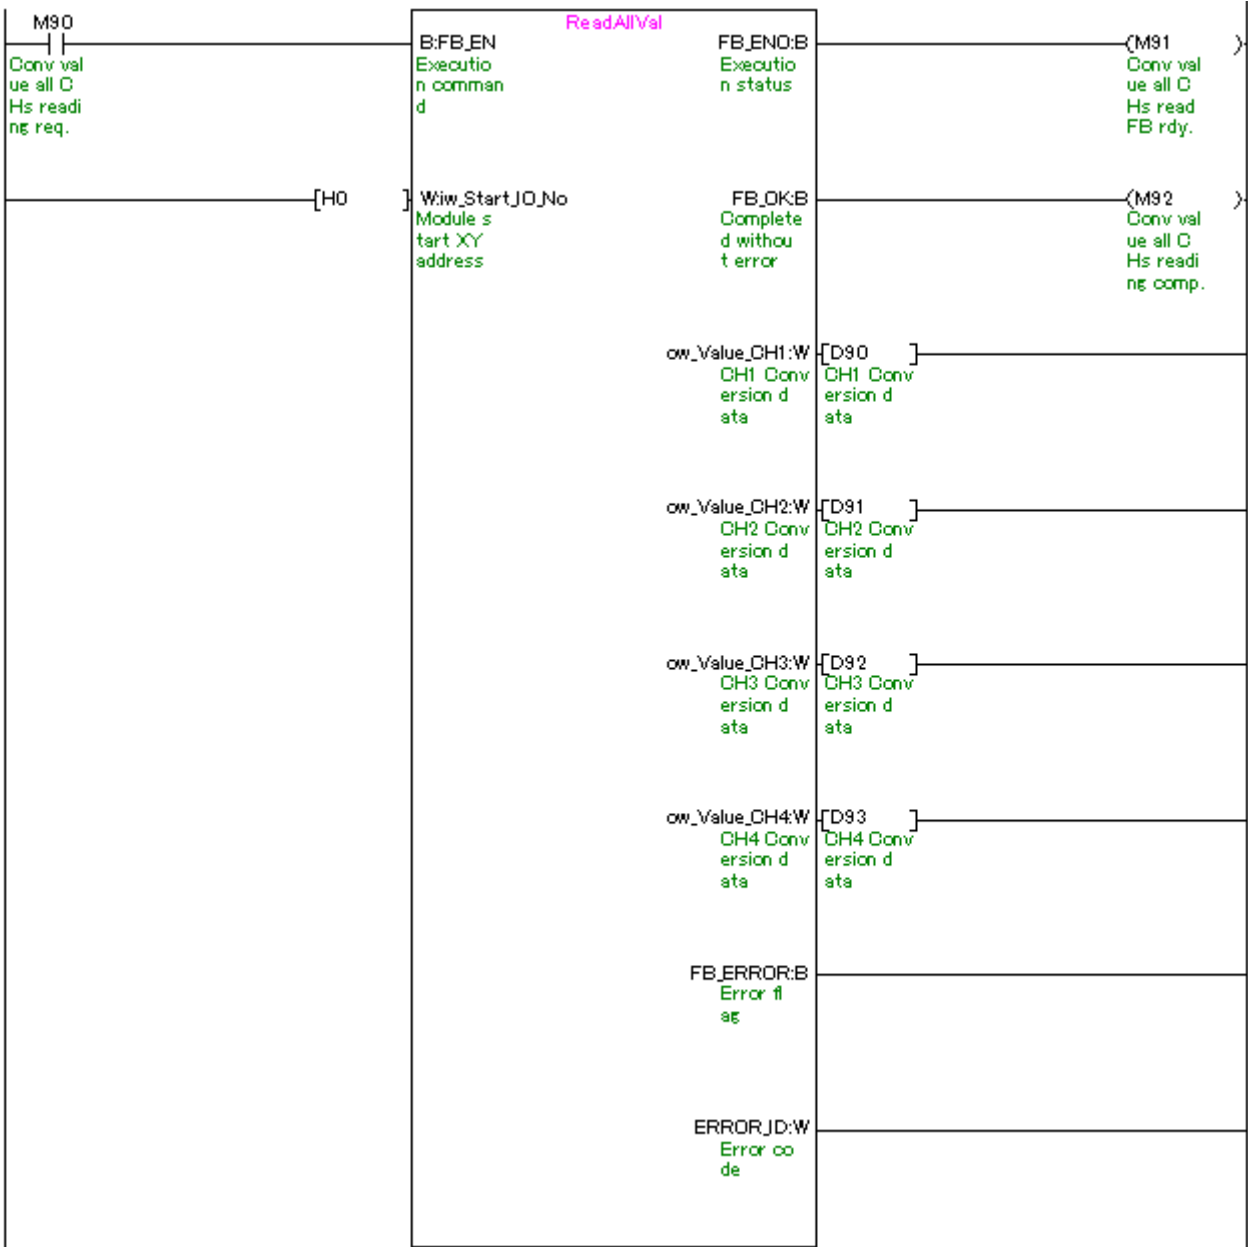 ReadAllVal
M90
B:FB_EN
FB_ENO:B
M91
Conv val
ue all C
Hs readi
ng req.
Executio
n comman
d
Executio
n status
Conv val
ue all C
Hs read
FB rdy.
H0
W:iw_Start_IO_No
FB_OK:B
M92
Module s
tart XY
address
Complete
d withou
t error
Conv val
ue all C
Hs readi
ng comp.
ow_Value_CH1:W
D90
CH1 Conv
ersion d
ata
CH1 Conv
ersion d
ata
ow_Value_CH2:W
D91
CH2 Conv
ersion d
ata
CH2 Conv
ersion d
ata
ow_Value_CH3:W
D92
CH3 Conv
ersion d
ata
CH3 Conv
ersion d
ata
ow_Value_CH4:W
D93
CH4 Conv
ersion d
ata
CH4 Conv
ersion d
ata
FB_ERROR:B
Error fl
ag
ERROR_ID:W
Error co
de